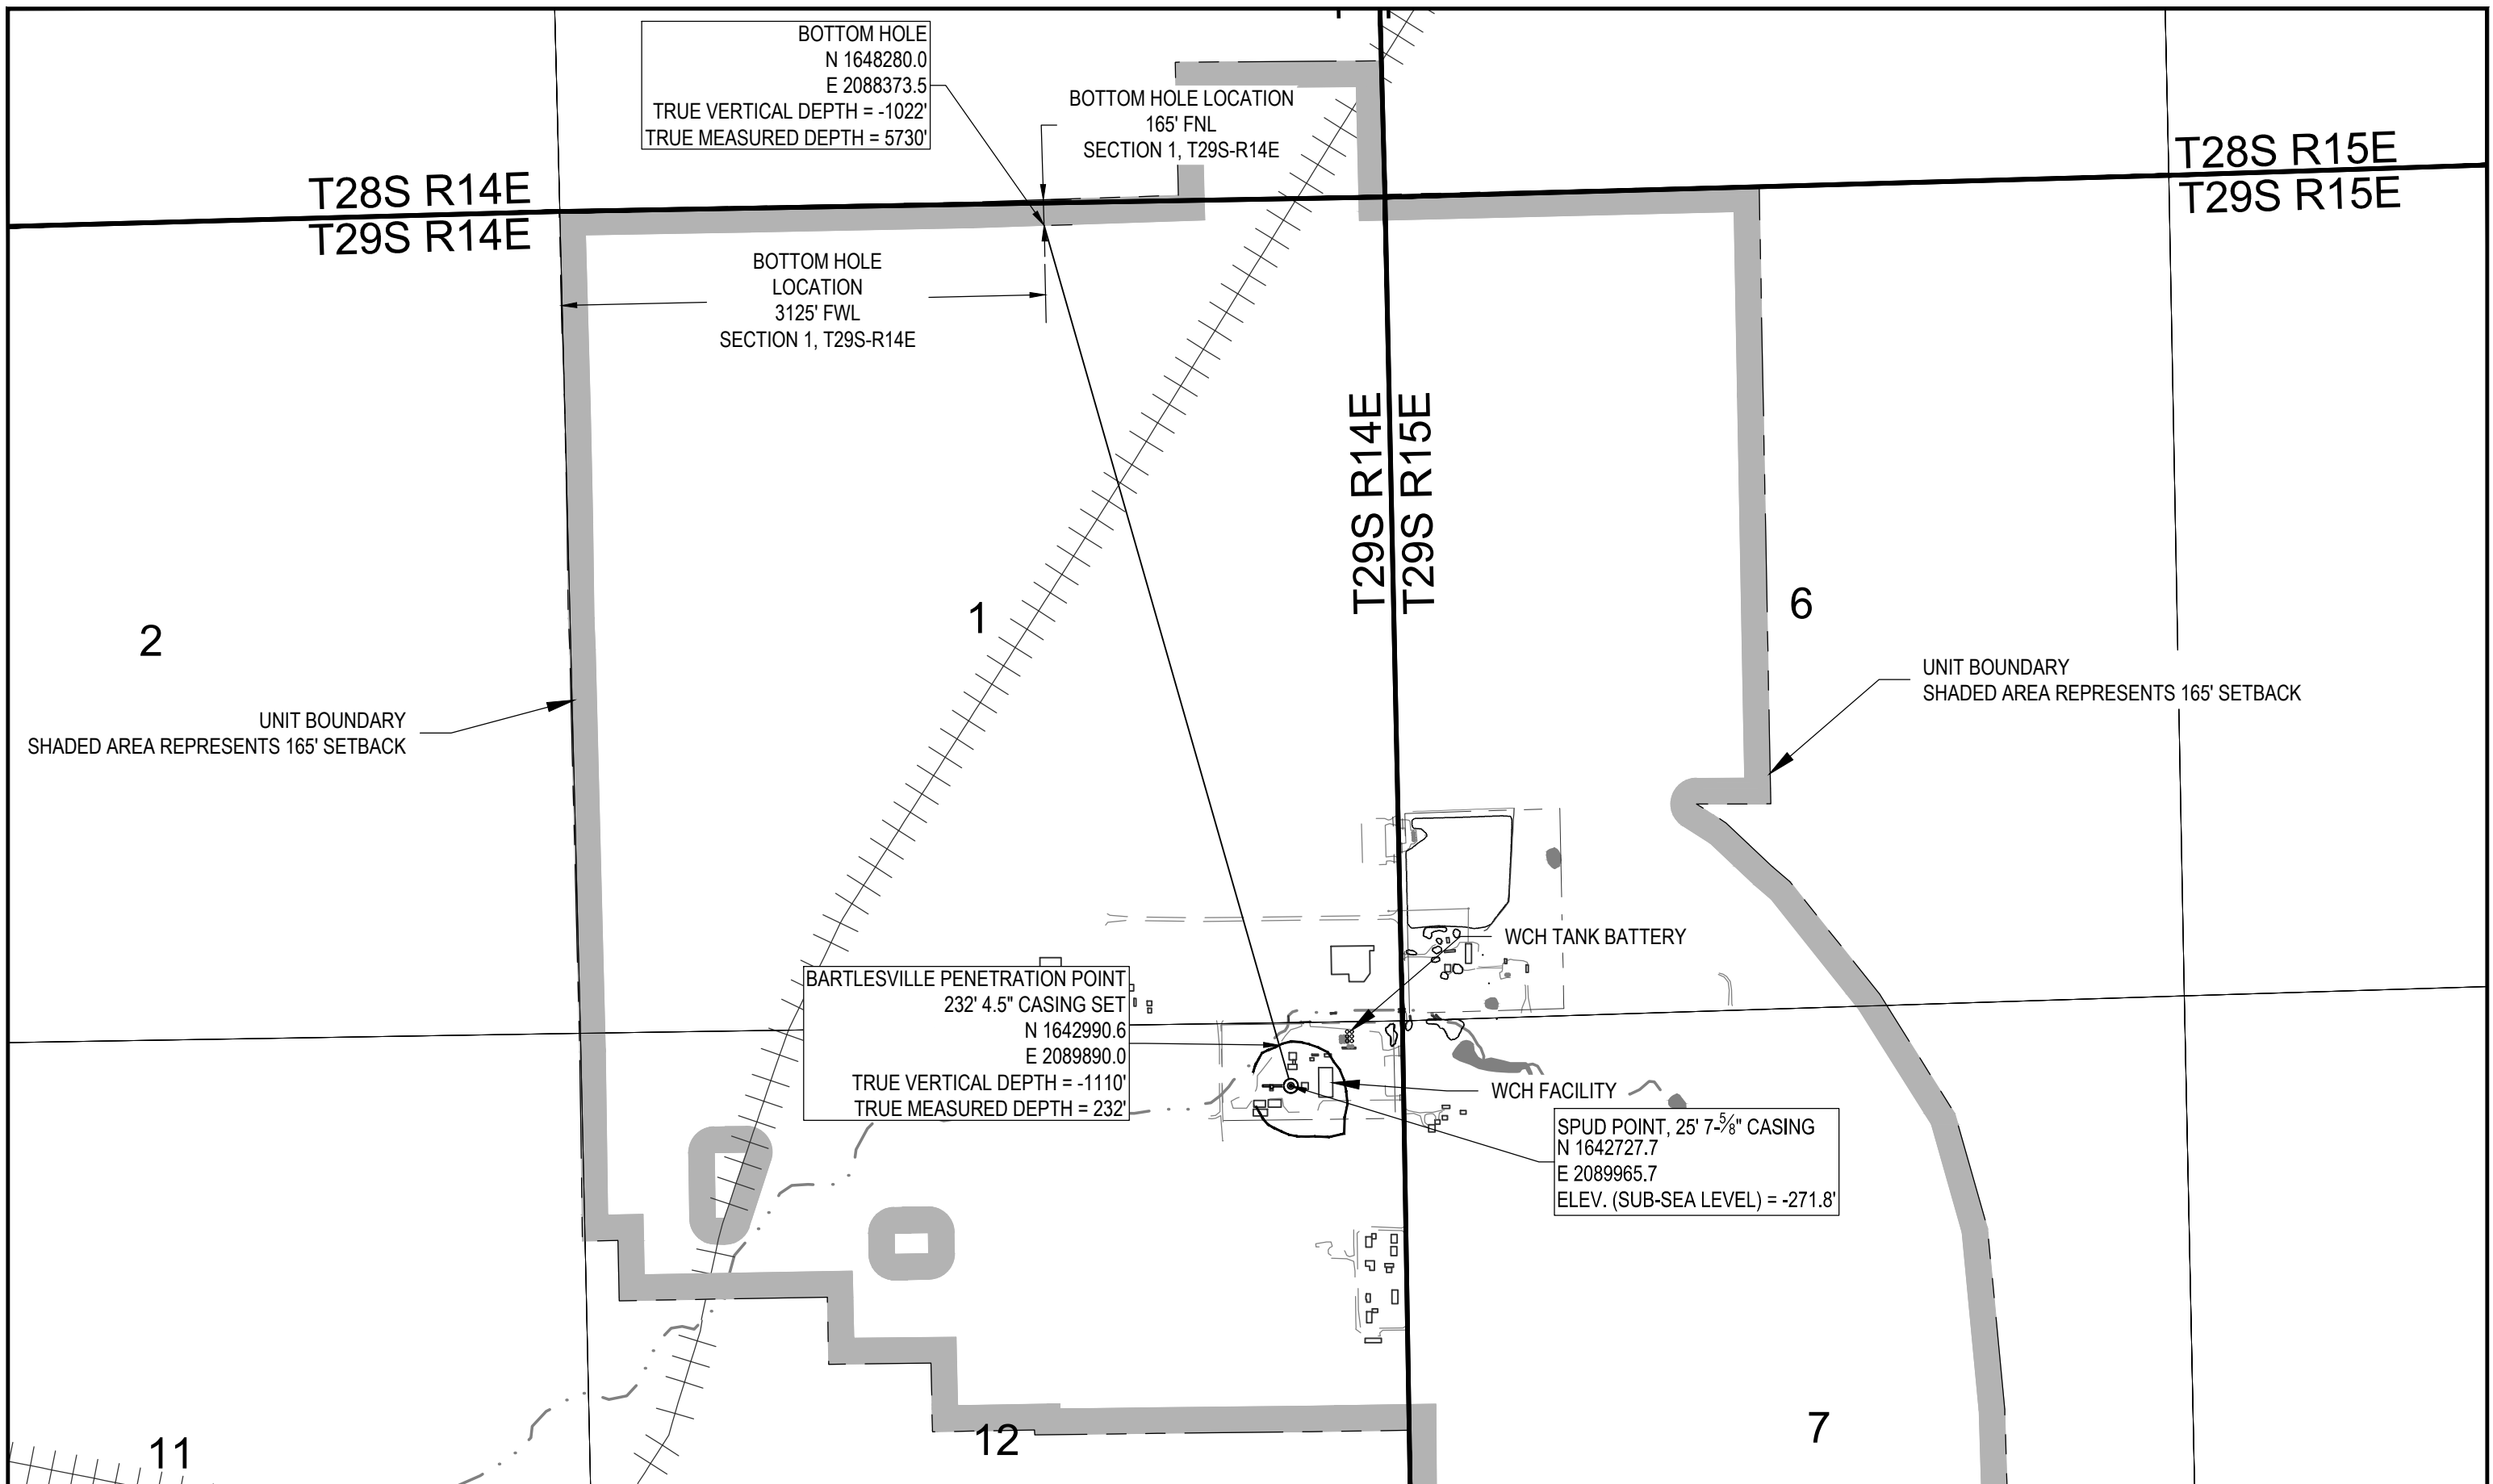 BOTTOM HOLE
N 1648280.0
E 2088373.5
TRUE VERTICAL DEPTH = -1022'
TRUE MEASURED DEPTH = 5730'
BOTTOM HOLE LOCATION
165' FNL
SECTION 1, T29S-R14E
T28S R14E
T29S R14E
T28S R15E
T29S R15E
BOTTOM HOLE
LOCATION
3125' FWL
SECTION 1, T29S-R14E
T29S R14E
T29S R15E
2
1
6
UNIT BOUNDARY
SHADED AREA REPRESENTS 165' SETBACK
UNIT BOUNDARY
SHADED AREA REPRESENTS 165' SETBACK
WCH TANK BATTERY
BARTLESVILLE PENETRATION POINT
232' 4.5" CASING SET
N 1642990.6
E 2089890.0
TRUE VERTICAL DEPTH = -1110'
TRUE MEASURED DEPTH = 232'
WCH FACILITY
SPUD POINT, 25' 7-⅝" CASING
N 1642727.7
E 2089965.7
ELEV. (SUB-SEA LEVEL) = -271.8'
11
12
7